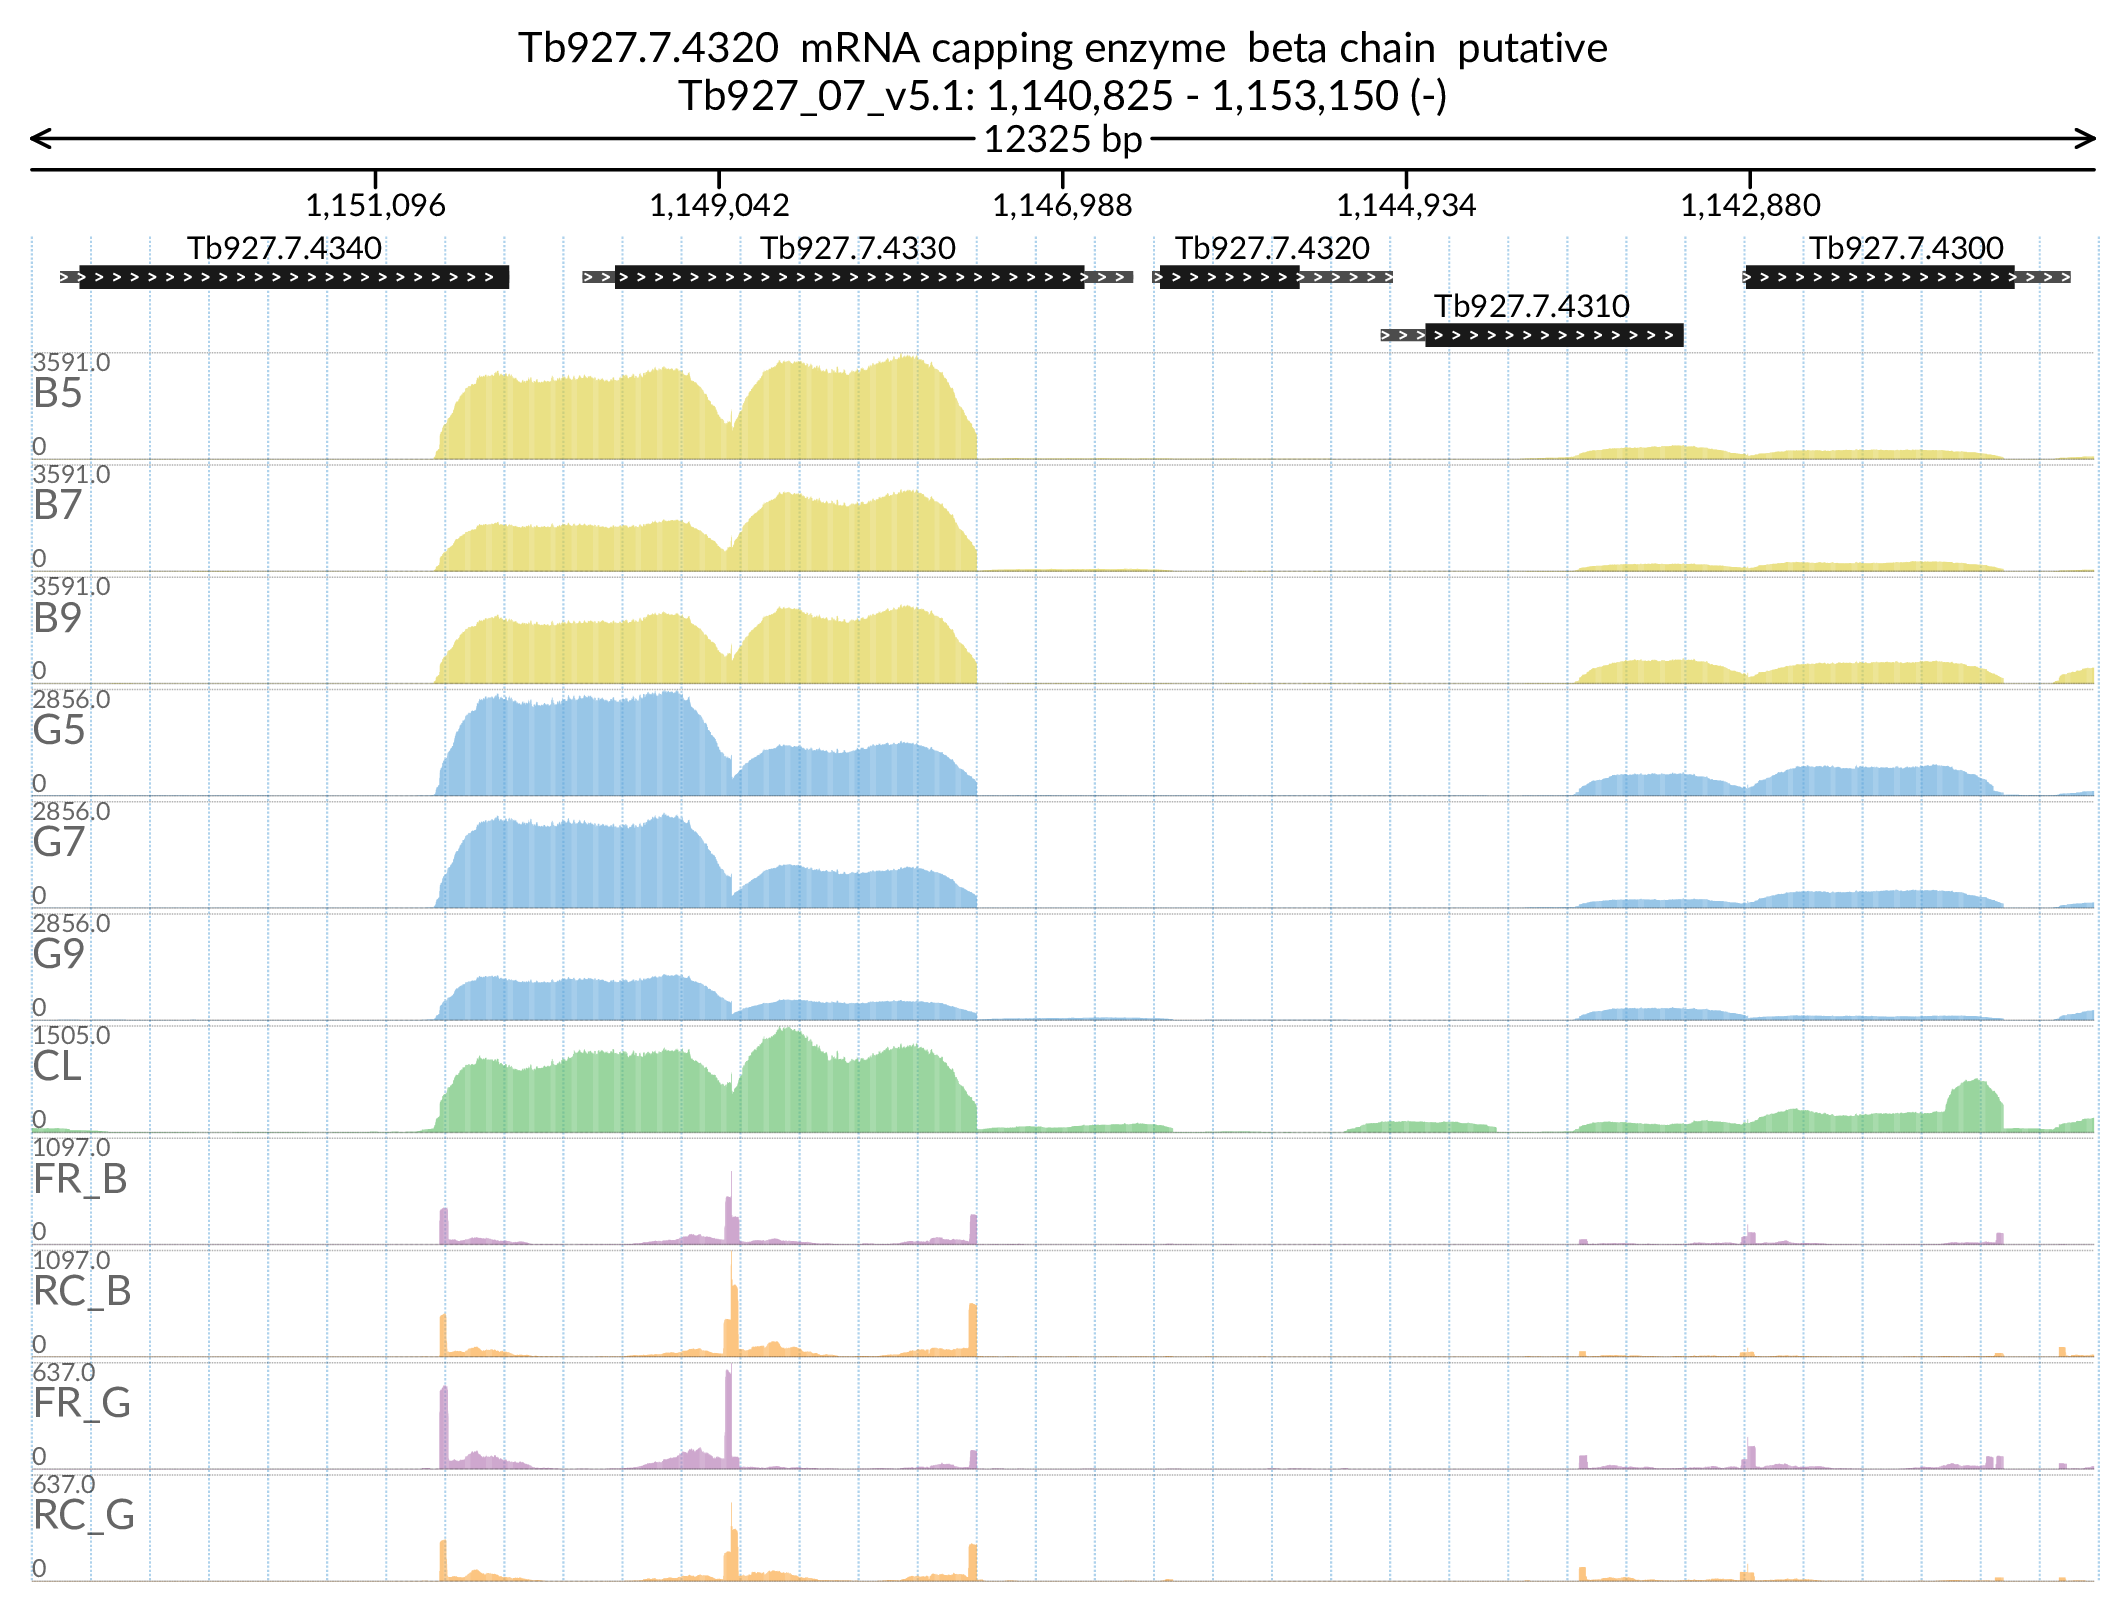 Tb927.7.4320 mRNA capping enzyme beta chain putative
Tb927_07_v5.1: 1,140,825 - 1,153,150 (-)
12325 bp
1,151,096 1,149,042 1,146,988 1,144,934 1,142,880
Tb927.7.4340 Tb927.7.4330 Tb927.7.4320 Tb927.7.4300
Tb927.7.4310
3591.0
B5
0
3591.0
B7
0
3591.0
B9
0
2856.0
G5
0
2856.0
G7
0
2856.0
G9
0
1505.0
CL
0
1097.0
FR_B
0
1097.0
RC_B
0
637.0
FR_G
0
637.0
RC_G
0